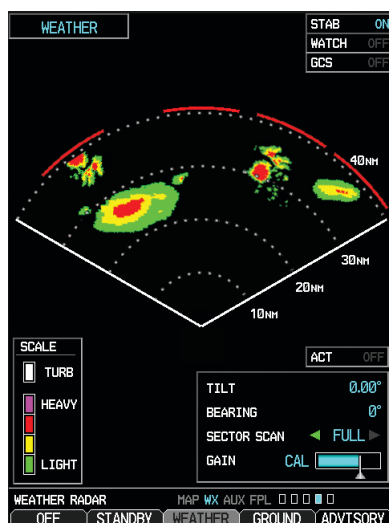 WEATHER
STAB ON
WATCH OFF
GCS OFF
40NM
30NM
20NM
10NM
SCALE
TURB
HEAVY
LIGHT
ACT OFF
TILT 0.00°
BEARING 0°
SECTOR SCAN FULL
GAIN CAL
WEATHER RADAR MAP WX AUX FPL
OFF STANDBY WEATHER GROUND ADVISORY